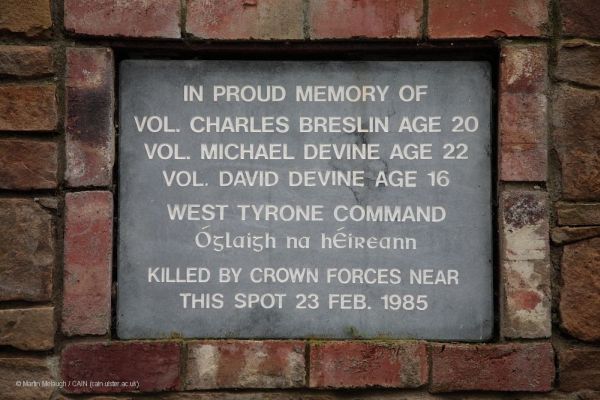 IN PROUD MEMORY OF
VOL. CHARLES BRESLIN AGE 20
VOL. MICHAEL DEVINE AGE 22
VOL. DAVID DEVINE AGE 16
WEST TYRONE COMMAND
Óglaigh na hÉireann
KILLED BY CROWN FORCES NEAR
THIS SPOT 23 FEB. 1985
© Martin Melaugh / CAIN (cain.ulster.ac.uk)